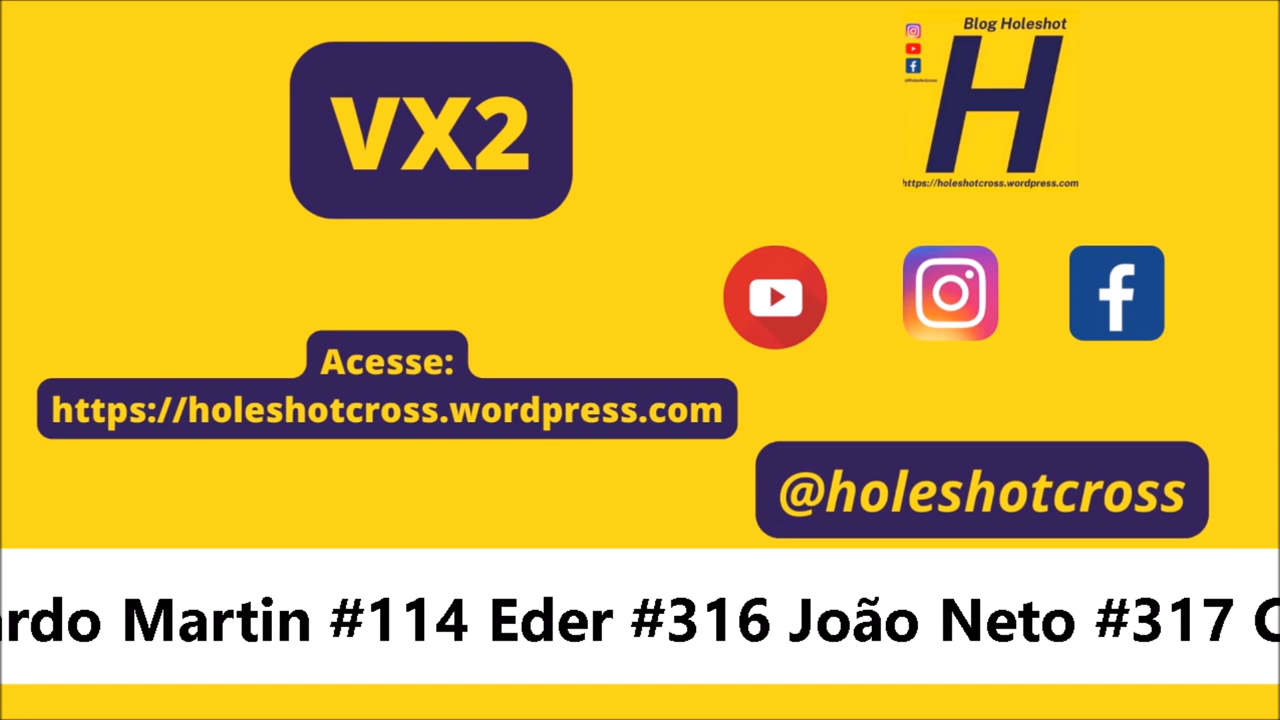 Blog Holeshot
H
https://holeshotcross.wordpress.com
VX2
Acesse:
https://holeshotcross.wordpress.com
@holeshotcross
Martin #114 Eder #316 João Neto #317